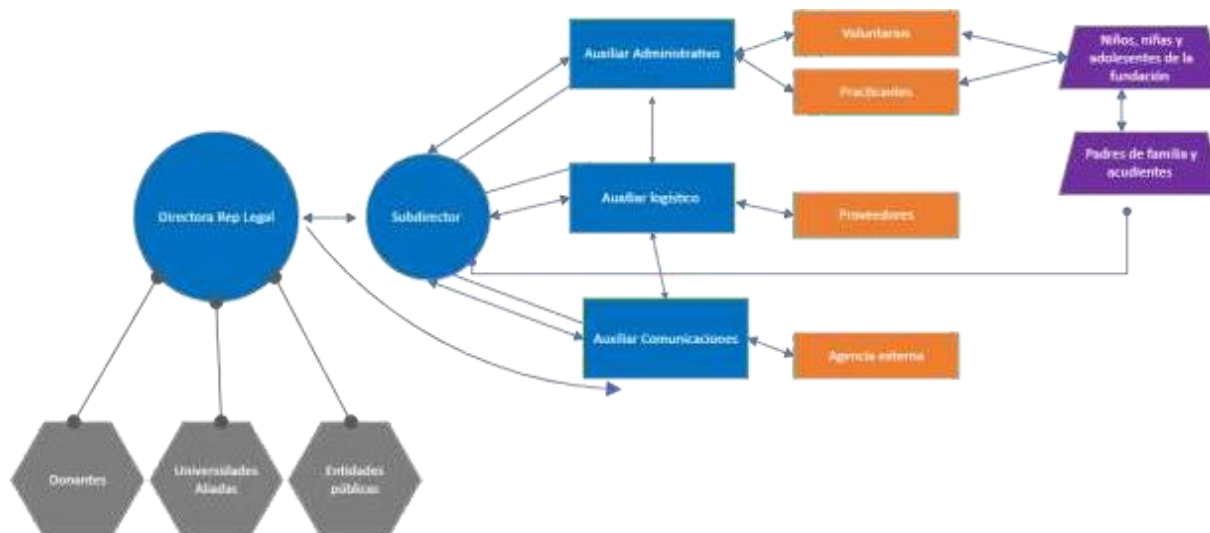 Auxiliar Administrativo
Voluntarios
Practicantes
Niños, niñas y
adolesentes de la
fundación
Padres de familia y
acudientes
Directora Rep Legal
Subdirector
Auxiliar logístico
Proveedores
Auxiliar Comunicaciones
Agencia externa
Donantes
Universidades
Aliadas
Entidades
públicas